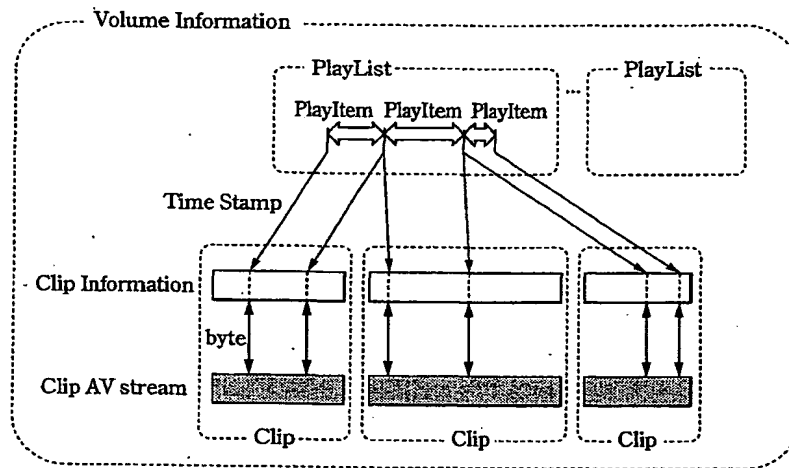 Volume Information
PlayList
PlayList
...
PlayItem PlayItem PlayItem
Time Stamp
Clip Information
byte
Clip AV stream
Clip
Clip
Clip